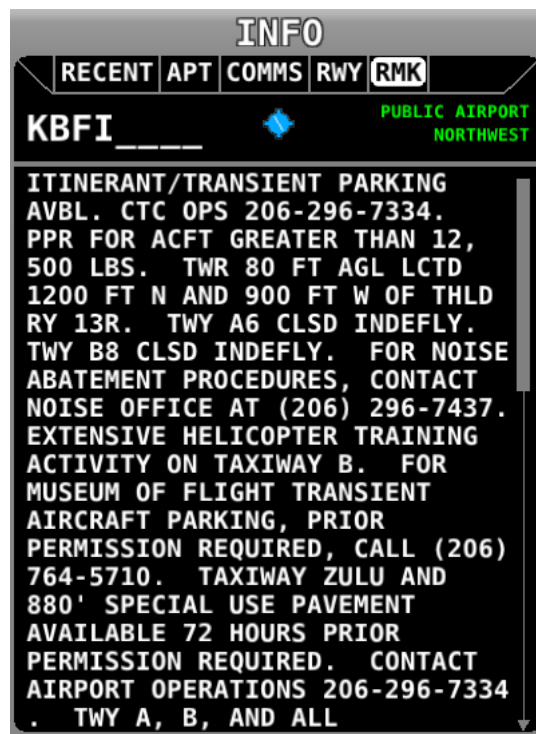 INFO
RECENT APT COMMS RWY RMK
KBFI____
PUBLIC AIRPORT
NORTHWEST
ITINERANT/TRANSIENT PARKING
AVBL. CTC OPS 206-296-7334.
PPR FOR ACFT GREATER THAN 12,
500 LBS.  TWR 80 FT AGL LCTD
1200 FT N AND 900 FT W OF THLD
RY 13R.  TWY A6 CLSD INDEFLY.
TWY B8 CLSD INDEFLY.  FOR NOISE
ABATEMENT PROCEDURES, CONTACT
NOISE OFFICE AT (206) 296-7437.
EXTENSIVE HELICOPTER TRAINING
ACTIVITY ON TAXIWAY B.  FOR
MUSEUM OF FLIGHT TRANSIENT
AIRCRAFT PARKING, PRIOR
PERMISSION REQUIRED, CALL (206)
764-5710.  TAXIWAY ZULU AND
880' SPECIAL USE PAVEMENT
AVAILABLE 72 HOURS PRIOR
PERMISSION REQUIRED.  CONTACT
AIRPORT OPERATIONS 206-296-7334
.  TWY A, B, AND ALL